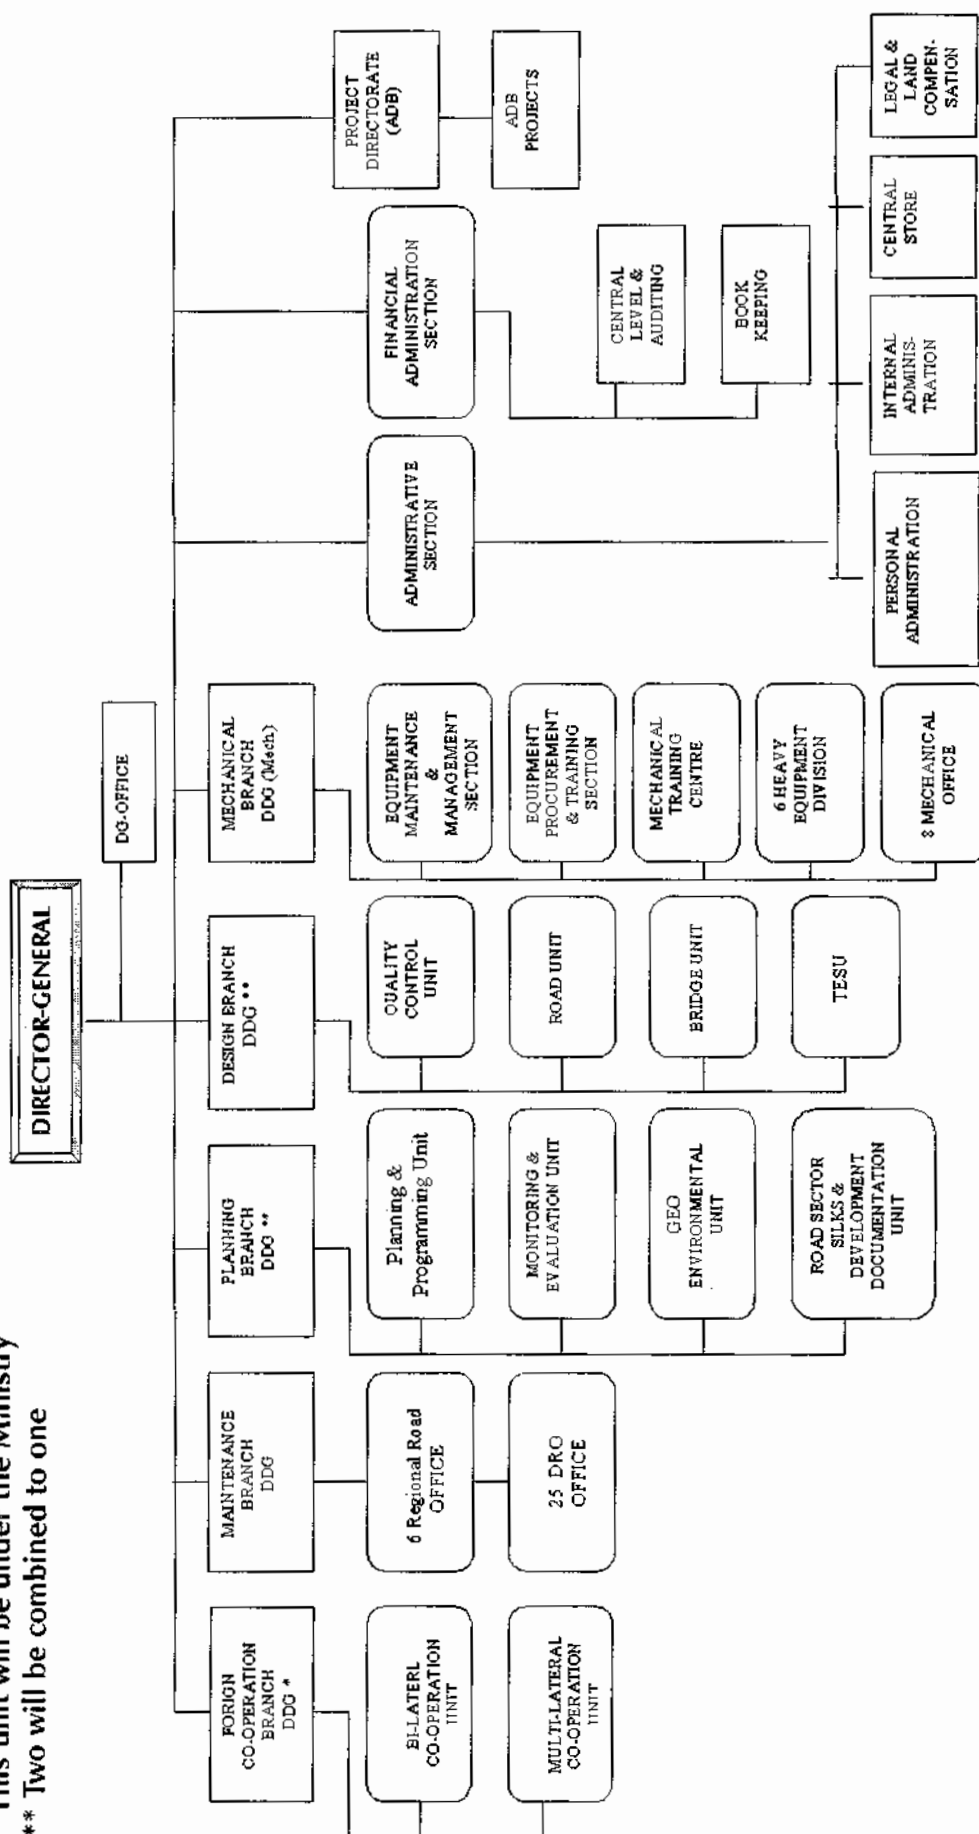 This unit will be under the Ministry
** Two will be combined to one
DIRECTOR-GENERAL
DG-OFFICE
FORIGN
CO-OPERATION
BRANCH
DDG *
BI-LATERL
CO-OPERATION
UNIT
MULTI-LATERAL
CO-OPERATION
UNIT
MAINTENANCE
BRANCH
DDG
6 Regional Road
OFFICE
25 DRO
OFFICE
PLANNING
BRANCH
DDG **
Planning &
Programming Unit
MONITORING &
EVALUATION UNIT
GEO
ENVIRONMENTAL
UNIT
ROAD SECTOR
SILKS &
DEVELOPMENT
DOCUMENTATION
UNIT
DESIGN BRANCH
DDG **
QUALITY
CONTROL
UNIT
ROAD UNIT
BRIDGE UNIT
TESU
MECHANICAL
BRANCH
DDG (Mech.)
EQUIPMENT
MAINTENANCE
&
MANAGEMENT
SECTION
EQUIPMENT
PROCUREMENT
& TRAINING
SECTION
MECHANICAL
TRAINING
CENTRE
6 HEAVY
EQUIPMENT
DIVISION
8 MECHANICAL
OFFICE
ADMINISTRATIVE
SECTION
PERSONAL
ADMINISTRATION
INTERNAL
ADMINIS-
TRATION
CENTRAL
STORE
LEGAL &
LAND
COMPEN-
SATION
FINANCIAL
ADMINISTRATION
SECTION
CENTRAL
LEVEL &
AUDITING
BOOK
KEEPING
PROJECT
DIRECTORATE
(ADB)
ADB
PROJECTS